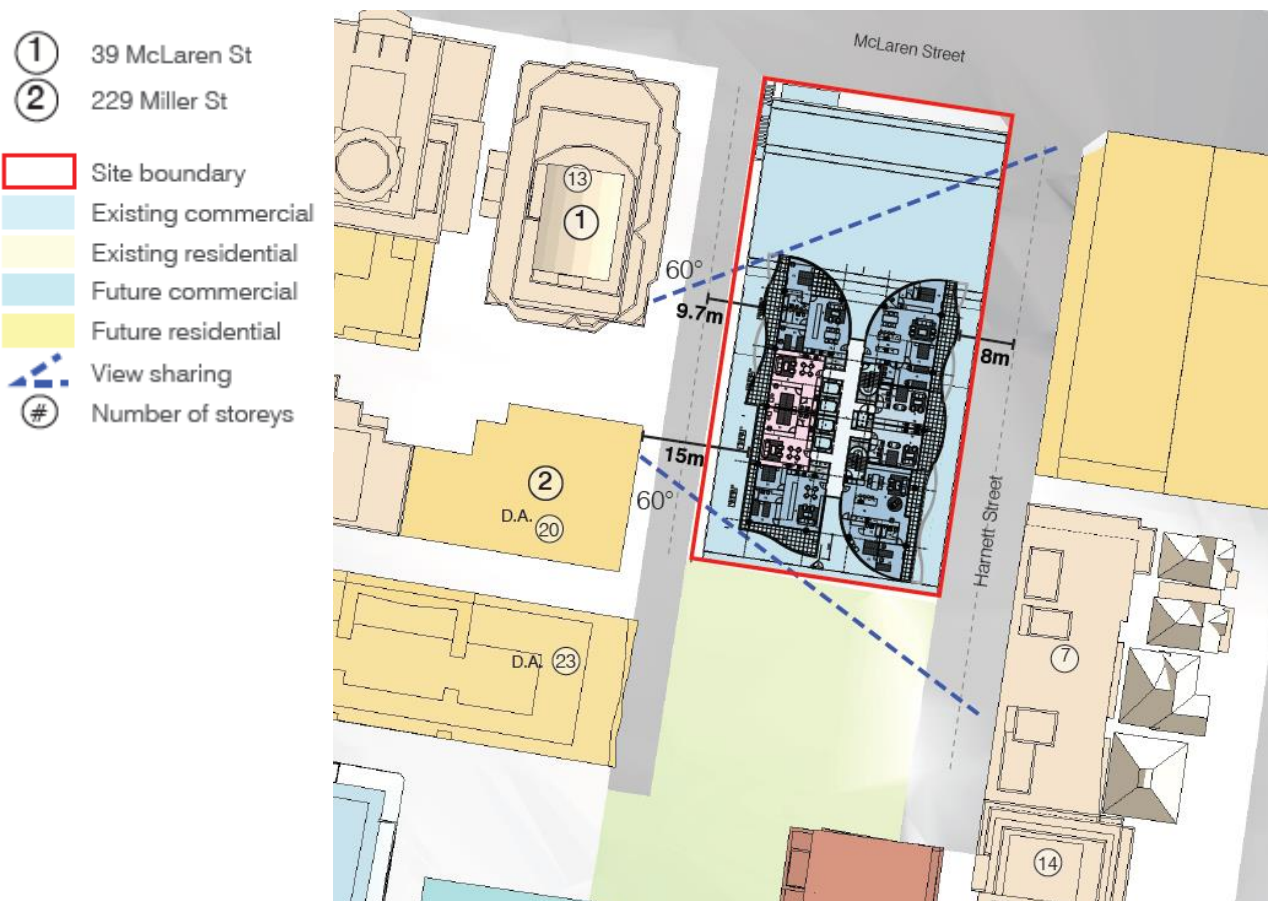 1 39 McLaren St
2 229 Miller St
Site boundary
Existing commercial
Existing residential
Future commercial
Future residential
View sharing
# Number of storeys
McLaren Street
13
1
60°
9.7m
8m
15m
60°
2
D.A. 20
Harnett Street
D.A. 23
7
14